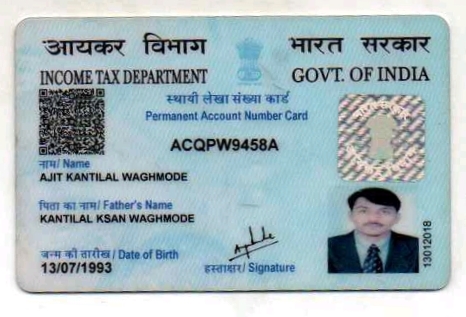 आयकर विभाग
भारत सरकार
INCOME TAX DEPARTMENT
GOVT. OF INDIA
स्थायी लेखा संख्या कार्ड
Permanent Account Number Card
ACQPW9458A
नाम/ Name
AJIT KANTILAL WAGHMODE
पिता का नाम/ Father's Name
KANTILAL KSAN WAGHMODE
जन्म की तारीख/ Date of Birth
13/07/1993
हस्ताक्षर/ Signature
13012018